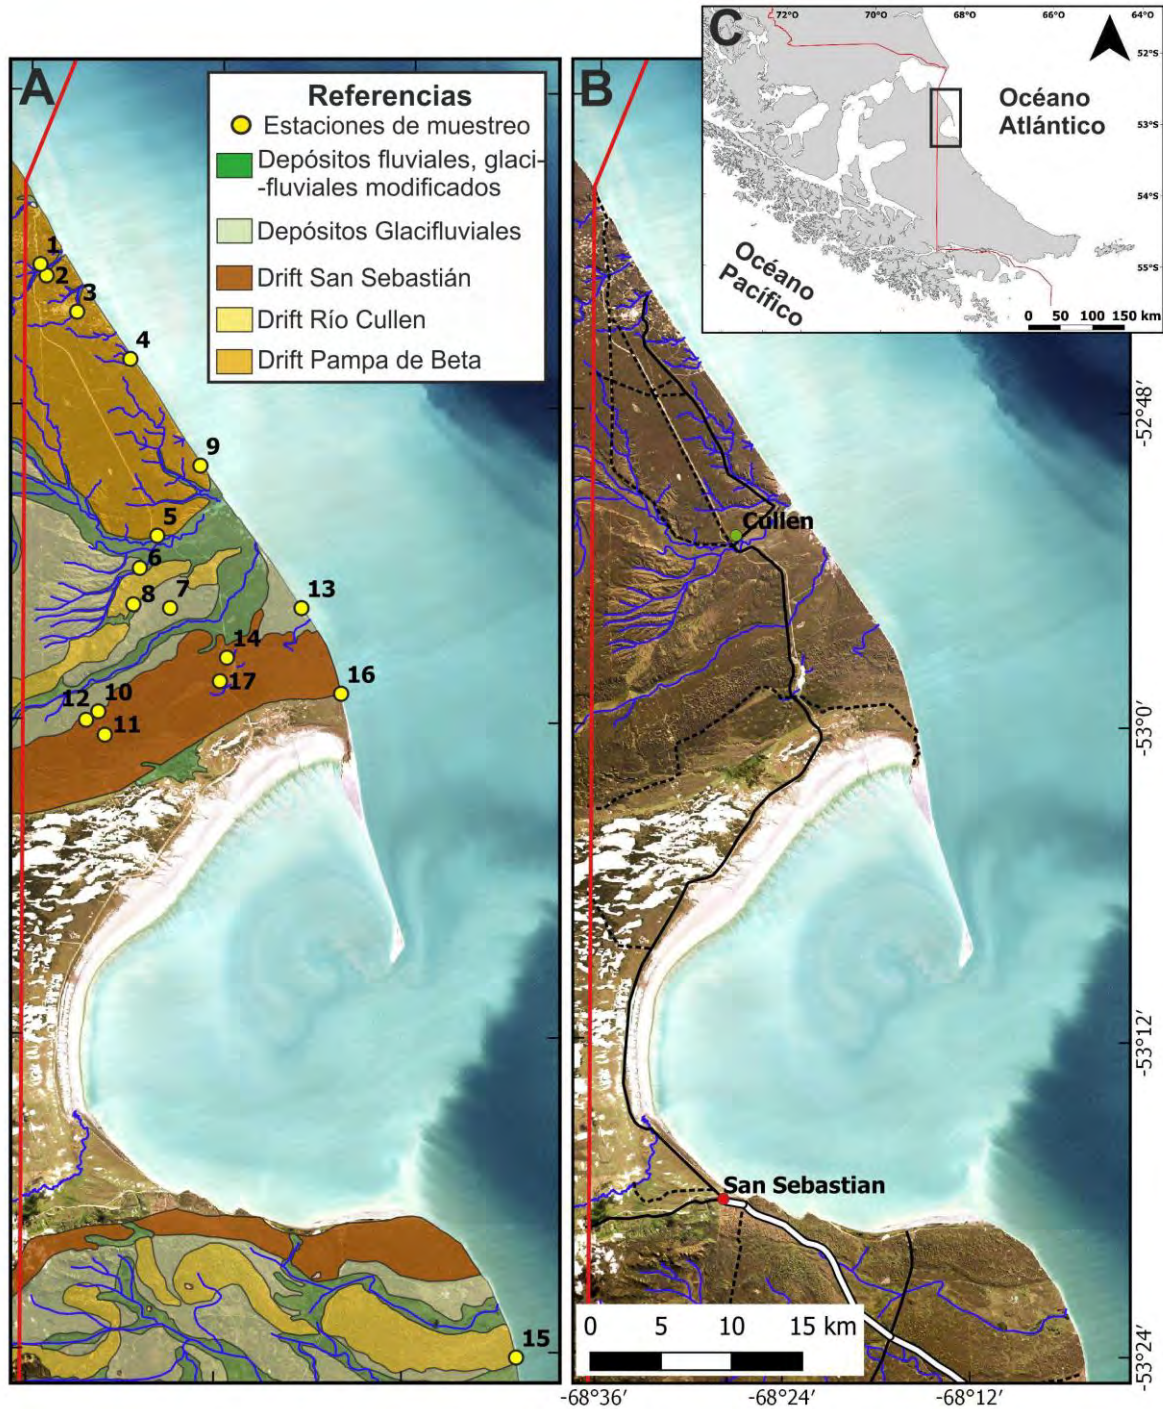 A
Referencias
Estaciones de muestreo
Depósitos fluviales, glaci-
-fluviales modificados
Depósitos Glacifluviales
Drift San Sebastián
Drift Río Cullen
Drift Pampa de Beta
1
2
3
4
9
5
6
8
7
13
14
17
16
12
10
11
15
B
Cullen
San Sebastian
0 5 10 15 km
-68°36′ -68°24′ -68°12′
-52°48′
-53°0′
-53°12′
-53°24′
C
72°O 70°O 68°O 66°O 64°O
52°S
53°S
54°S
55°S
Océano
Atlántico
Océano
Pacífico
0 50 100 150 km